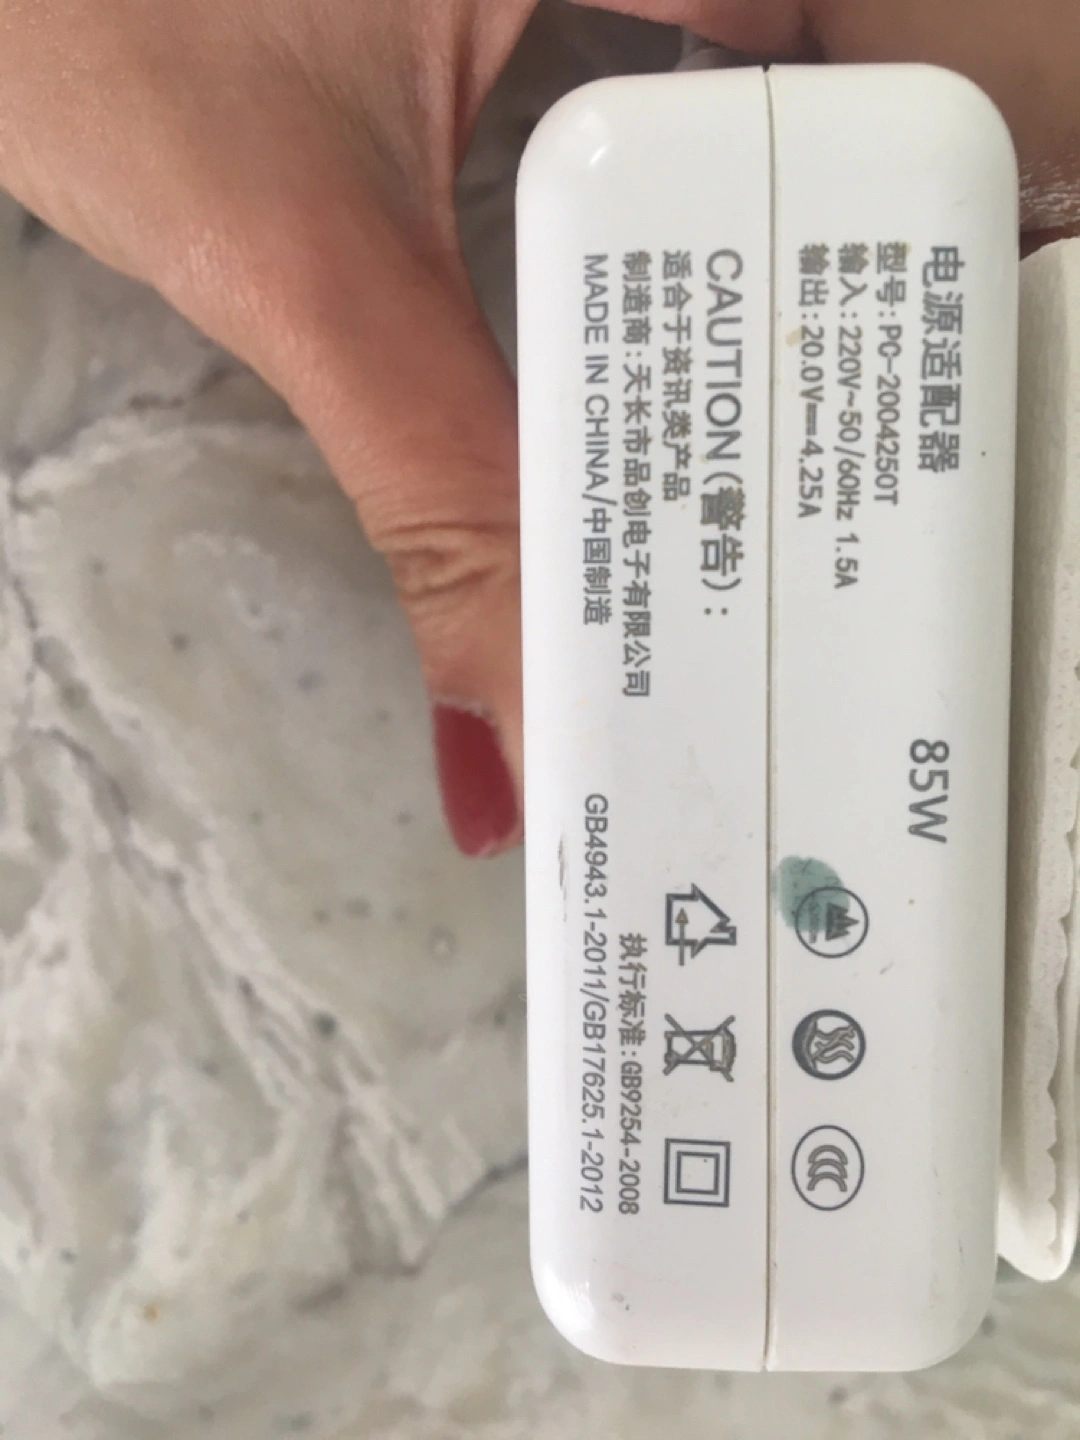 电源适配器
85W
型号:PC-2004250T
输入:220V~50/60Hz 1.5A
输出:20.0V⎓4.25A
CAUTION(警告):
适合于资讯类产品
制造商:天长市品创电子有限公司
执行标准:GB9254-2008
MADE IN CHINA/中国制造
GB4943.1-2011/GB17625.1-2012